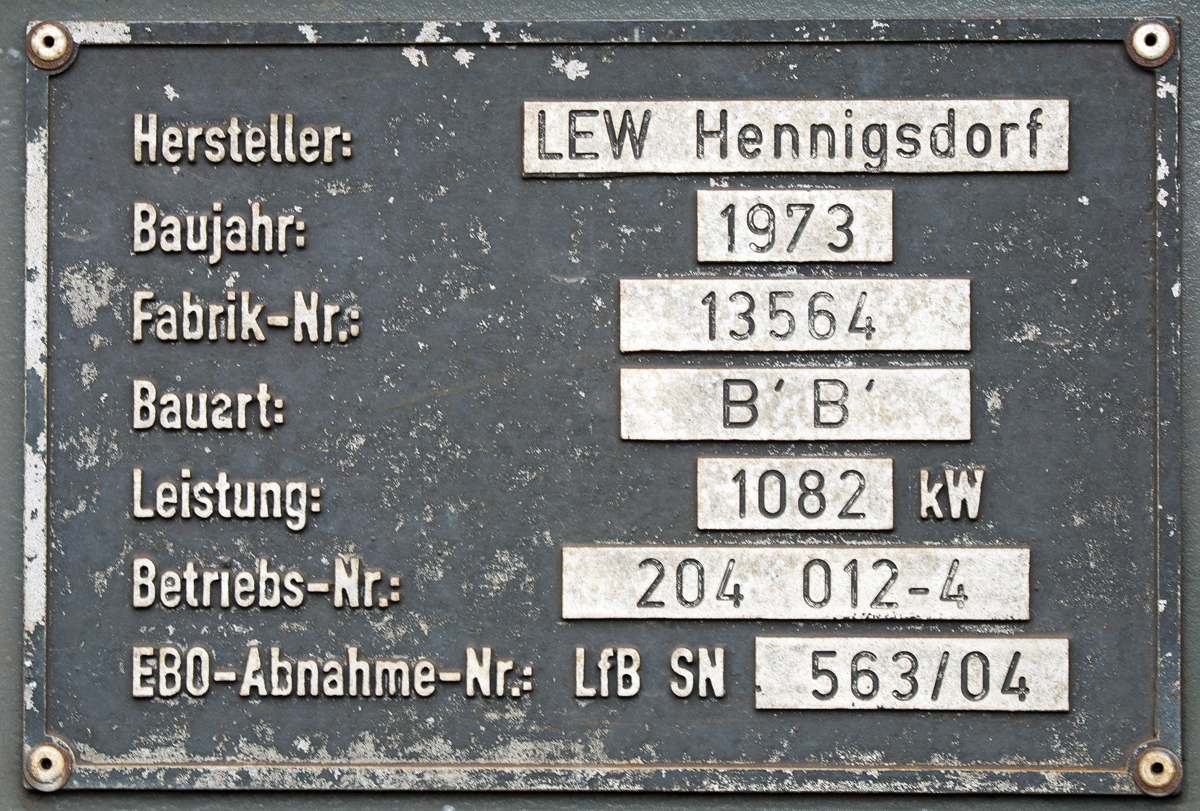 Hersteller: LEW Hennigsdorf
Baujahr: 1973
Fabrik-Nr.: 13564
Bauart: B' B'
Leistung: 1082 kW
Betriebs-Nr.: 204 012-4
EBO-Abnahme-Nr.: LfB SN 563/04